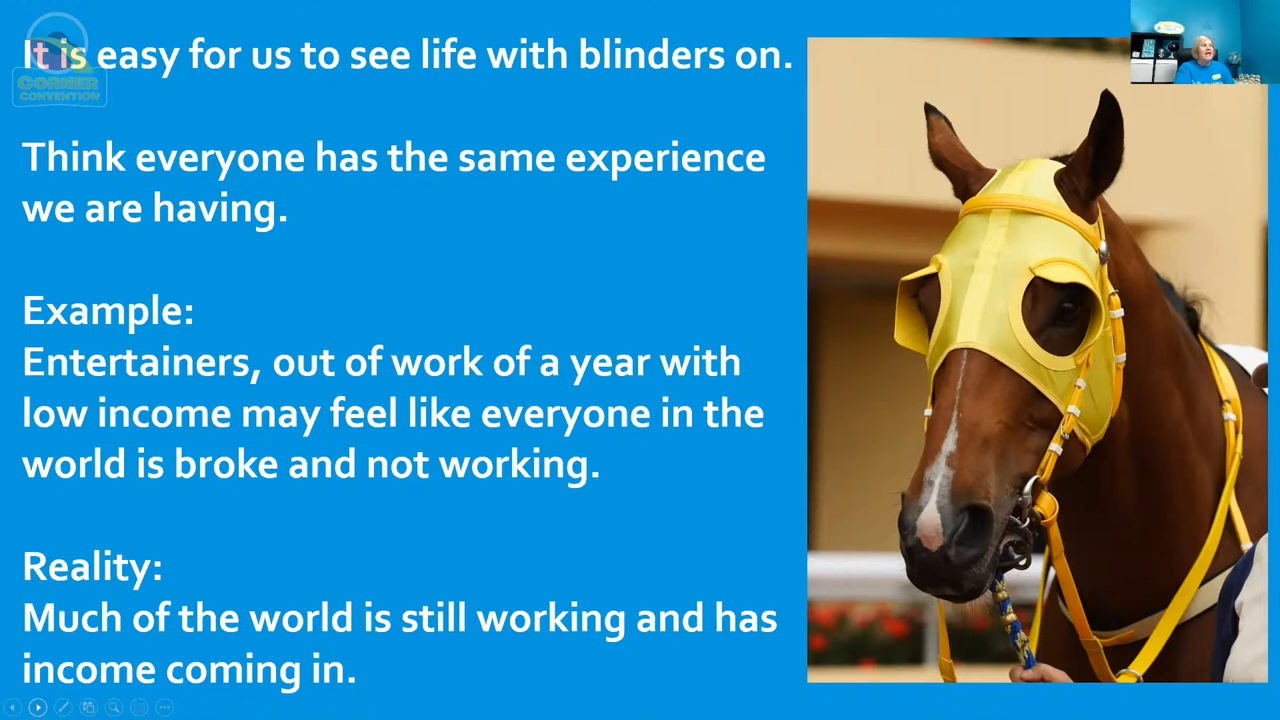 It is easy for us to see life with blinders on.
CORNER
CONVENTION
Think everyone has the same experience
we are having.
Example:
Entertainers, out of work of a year with
low income may feel like everyone in the
world is broke and not working.
Reality:
Much of the world is still working and has
income coming in.